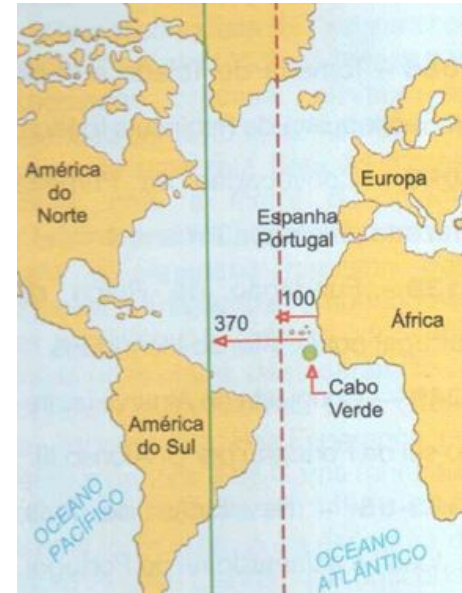 América
do
Norte
Europa
Espanha
Portugal
100
África
370
Cabo
Verde
América
do Sul
OCEANO
PACÍFICO
OCEANO
ATLÂNTICO